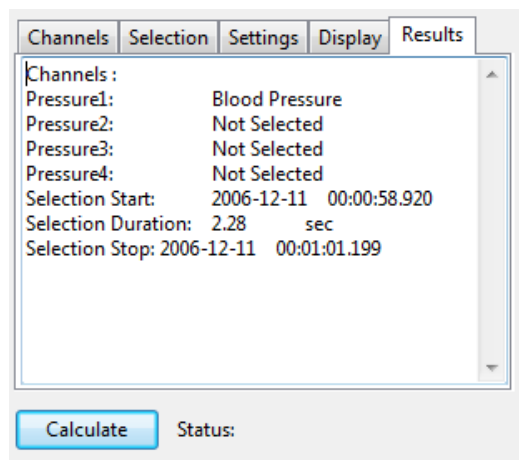 Channels Selection Settings Display Results
Channels :
Pressure1: Blood Pressure
Pressure2: Not Selected
Pressure3: Not Selected
Pressure4: Not Selected
Selection Start: 2006-12-11 00:00:58.920
Selection Duration: 2.28 sec
Selection Stop: 2006-12-11 00:01:01.199
Calculate Status: